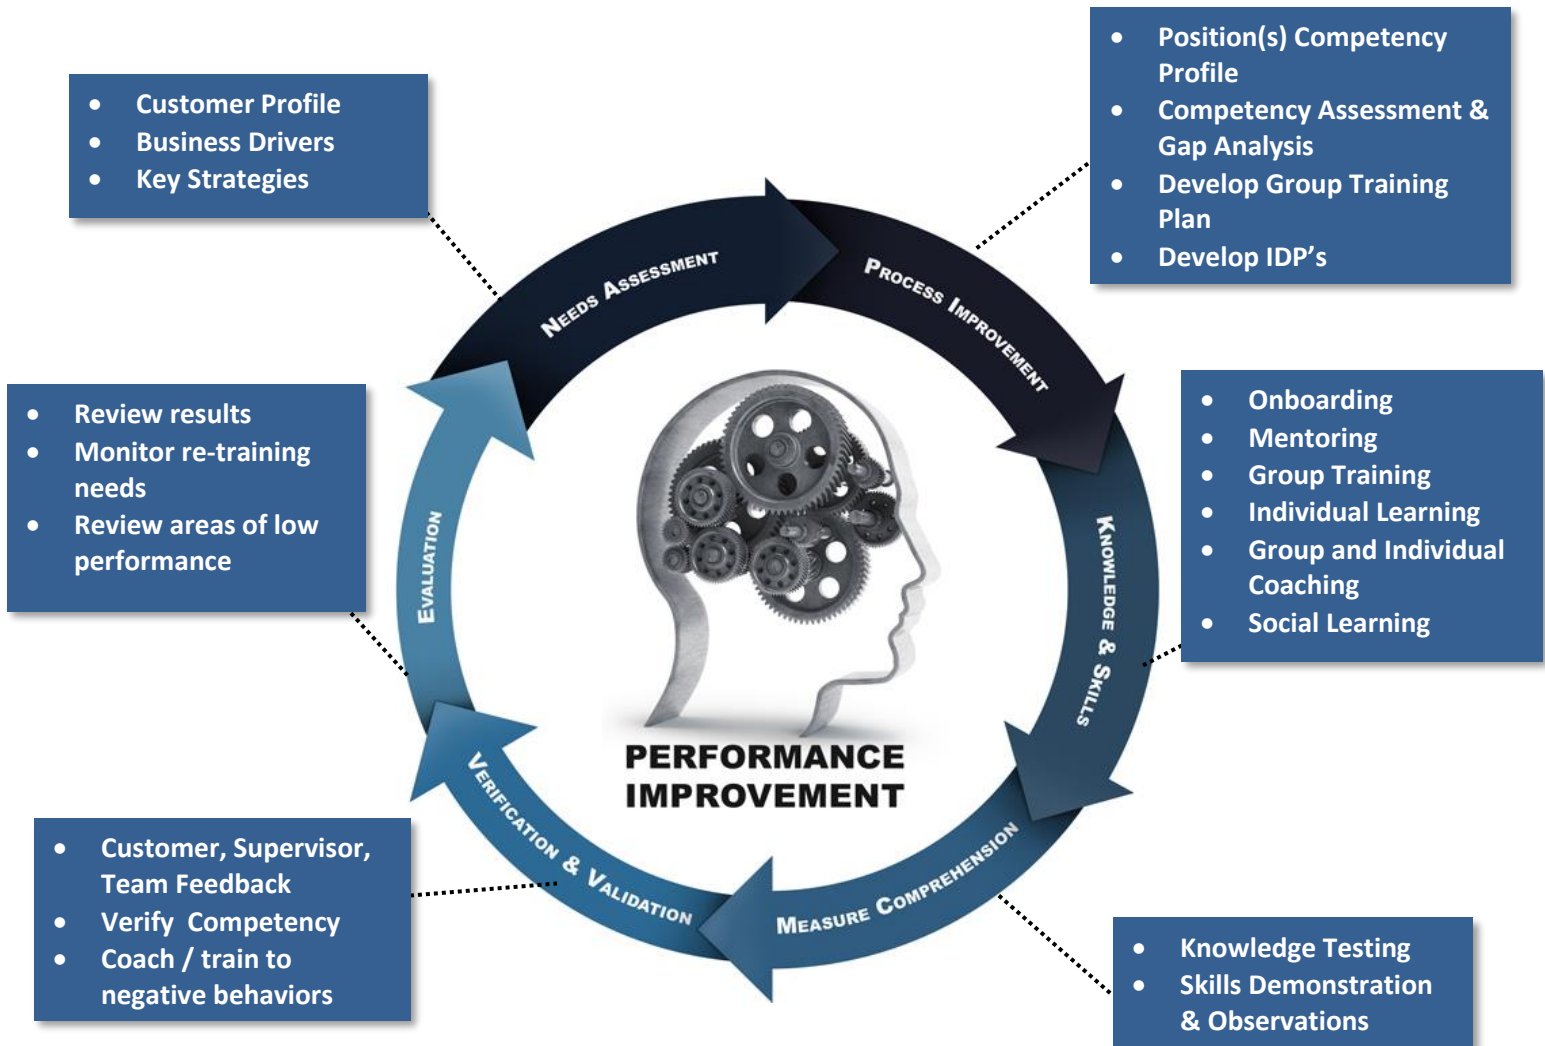 • Customer Profile
• Business Drivers
• Key Strategies
• Position(s) Competency
Profile
• Competency Assessment &
Gap Analysis
• Develop Group Training
Plan
• Develop IDP’s
NEEDS ASSESSMENT
PROCESS IMPROVEMENT
• Review results
• Monitor re-training
needs
• Review areas of low
performance
• Onboarding
• Mentoring
• Group Training
• Individual Learning
• Group and Individual
Coaching
• Social Learning
EVALUATION
KNOWLEDGE & SKILLS
PERFORMANCE
IMPROVEMENT
VERIFICATION & VALIDATION
MEASURE COMPREHENSION
• Customer, Supervisor,
Team Feedback
• Verify  Competency
• Coach / train to
negative behaviors
• Knowledge Testing
• Skills Demonstration
& Observations